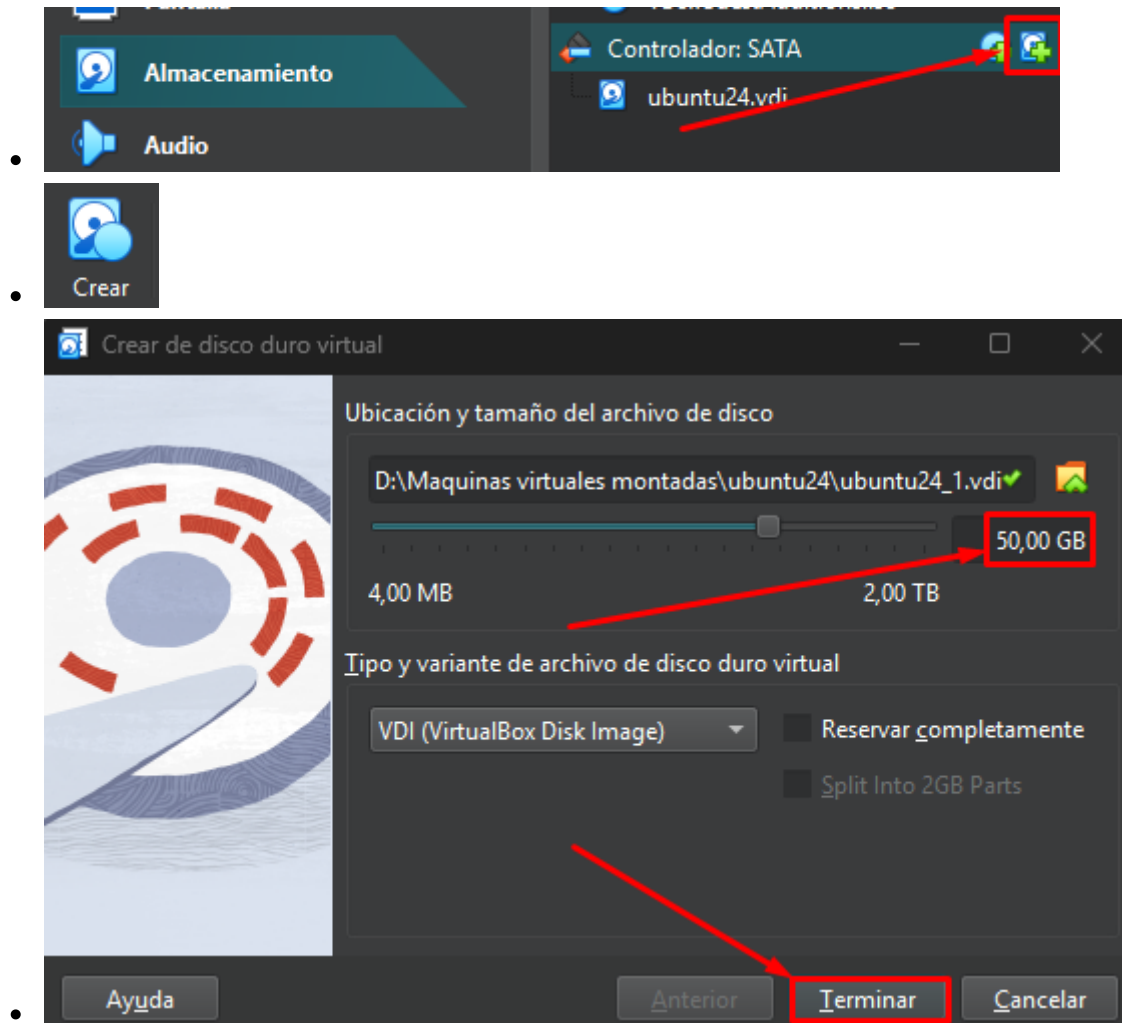 Almacenamiento
Controlador: SATA
ubuntu24.vdi
Audio
Crear
Crear de disco duro virtual
Ubicación y tamaño del archivo de disco
D:\Maquinas virtuales montadas\ubuntu24\ubuntu24_1.vdi
50,00 GB
4,00 MB
2,00 TB
Tipo y variante de archivo de disco duro virtual
VDI (VirtualBox Disk Image)
Reservar completamente
Split Into 2GB Parts
Ayuda
Anterior
Terminar
Cancelar